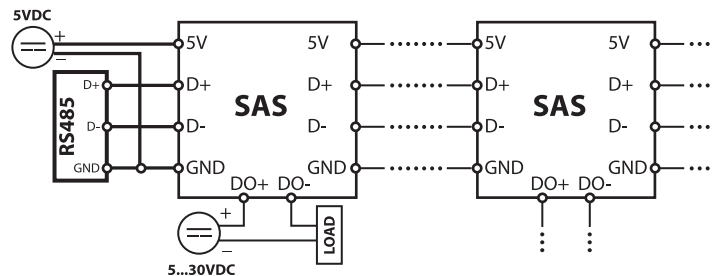 5VDC
+
−
5V 5V 5V
D+ D+ D+ D+ D+
SAS SAS
RS485
D- D- D- D- D-
GND GND GND GND GND
DO+ DO- DO+ DO-
+
−
LOAD
5...30VDC